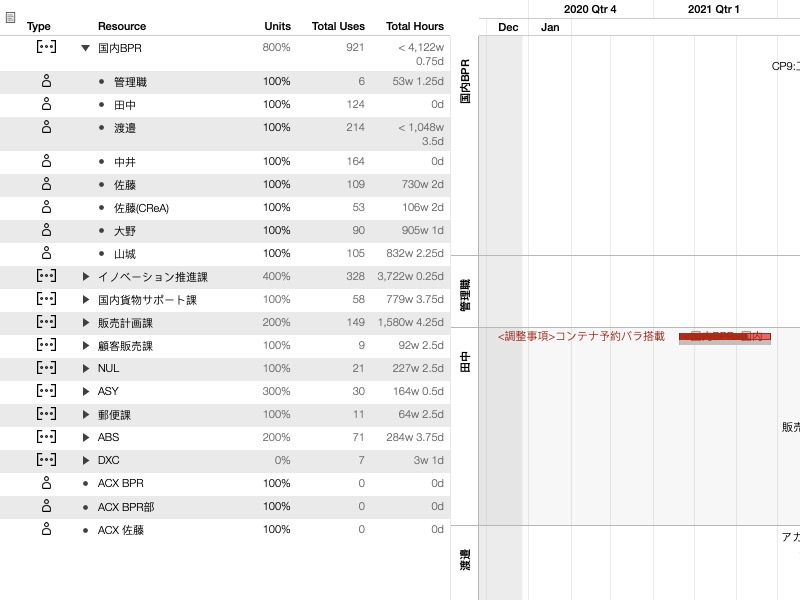 2020 Qtr 4 2021 Qtr 1
Type Resource Units Total Uses Total Hours Dec Jan
国内BPR 800% 921 < 4,122w
0.75d
管理職 100% 6 53w 1.25d
田中 100% 124 0d
渡邉 100% 214 < 1,048w
3.5d
中井 100% 164 0d
佐藤 100% 109 730w 2d
佐藤(CReA) 100% 53 106w 2d
大野 100% 90 905w 1d
山城 100% 105 832w 2.25d
イノベーション推進課 400% 328 3,722w 0.25d
国内貨物サポート課 100% 58 779w 3.75d
販売計画課 200% 149 1,580w 4.25d
顧客販売課 100% 9 92w 2.5d
NUL 100% 21 227w 2.5d
ASY 300% 30 164w 0.5d
郵便課 100% 11 64w 2.5d
ABS 200% 71 284w 3.75d
DXC 0% 7 3w 1d
ACX BPR 100% 0 0d
ACX BPR部 100% 0 0d
ACX 佐藤 100% 0 0d
国内BPR
CP9:
管理職
田中
<調整事項>コンテナ予約バラ搭載
販売
渡邉
アカ